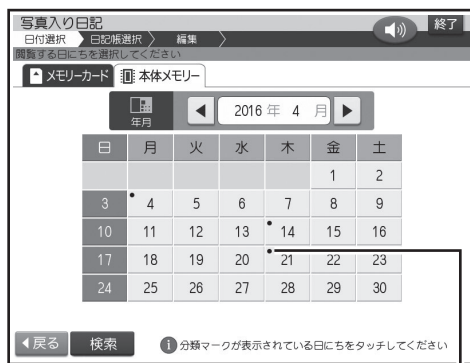 写真入り日記
終了
日付選択 日記帳選択 編集
閲覧する日にちを選択してください
メモリーカード 本体メモリー
年月 2016 年 4 月
日 月 火 水 木 金 土
1 2
3 4 5 6 7 8 9
10 11 12 13 14 15 16
17 18 19 20 21 22 23
24 25 26 27 28 29 30
戻る 検索 i 分類マークが表示されている日にちをタッチしてください